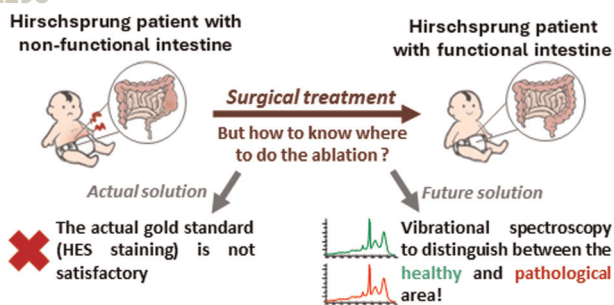 Hirschsprung patient with
non-functional intestine
Hirschsprung patient
with functional intestine
Surgical treatment
But how to know where
to do the ablation ?
Actual solution
Future solution
The actual gold standard
(HES staining) is not
satisfactory
Vibrational spectroscopy
to distinguish between the
healthy and pathological
area!